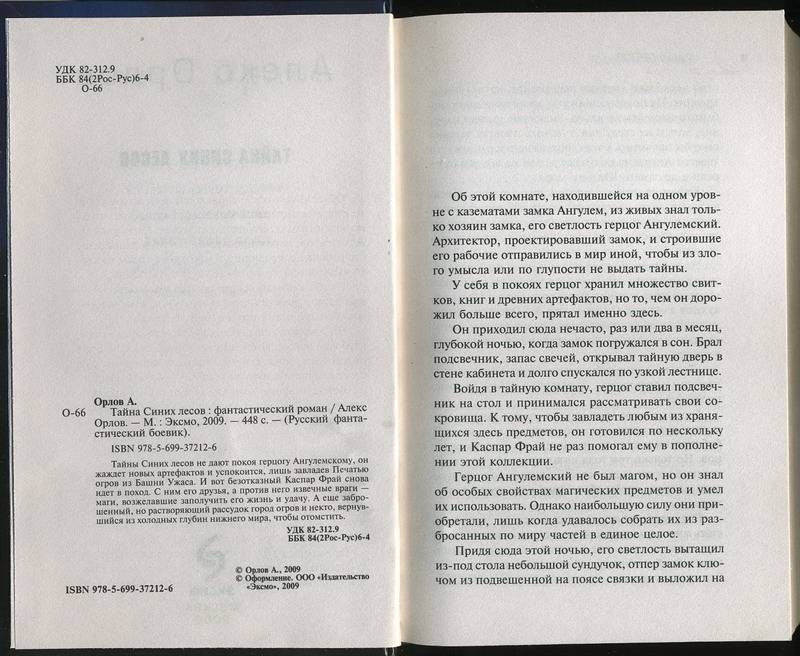 УДК 82-312.9
ББК 84(2Рос-Рус)6-4
О-66
Орлов А.
О-66 Тайна Синих лесов : фантастический роман / Алекс
Орлов. — М. : Эксмо, 2009. — 448 с. — (Русский фанта-
стический боевик).
ISBN 978-5-699-37212-6
Тайны Синих лесов не дают покоя герцогу Ангулемскому, он
жаждет новых артефактов и успокоится, лишь завладев Печатью
огров из Башни Ужаса. И вот безотказный Каспар Фрай снова
идет в поход. С ним его друзья, а против него извечные враги —
маги, возжелавшие заполучить его жизнь и удачу. А еще забро-
шенный, но растворяющий рассудок город огров и некто, вернув-
шийся из холодных глубин нижнего мира, чтобы отомстить.
УДК 82-312.9
ББК 84(2Рос-Рус)6-4
© Орлов А., 2009
© Оформление. ООО «Издательство
«Эксмо», 2009
ISBN 978-5-699-37212-6
Об этой комнате, находившейся на одном уров-
не с казематами замка Ангулем, из живых знал толь-
ко хозяин замка, его светлость герцог Ангулемский.
Архитектор, проектировавший замок, и строившие
его рабочие отправились в мир иной, чтобы из зло-
го умысла или по глупости не выдать тайны.
У себя в покоях герцог хранил множество свит-
ков, книг и древних артефактов, но то, чем он доро-
жил больше всего, прятал именно здесь.
Он приходил сюда нечасто, раз или два в месяц,
глубокой ночью, когда замок погружался в сон. Брал
подсвечник, запас свечей, открывал тайную дверь в
стене кабинета и долго спускался по узкой лестнице.
Войдя в тайную комнату, герцог ставил подсвеч-
ник на стол и принимался рассматривать свои со-
кровища. К тому, чтобы завладеть любым из храня-
щихся здесь предметов, он готовился по нескольку
лет, и Каспар Фрай не раз помогал ему в пополне-
нии этой коллекции.
Герцог Ангулемский не был магом, но он знал
об особых свойствах магических предметов и умел
их использовать. Однако наибольшую силу они при-
обретали, лишь когда удавалось собрать их из раз-
бросанных по миру частей в единое целое.
Придя сюда этой ночью, его светлость вытащил
из-под стола небольшой сундучок, отпер замок клю-
чом из подвешенной на поясе связки и выложил на